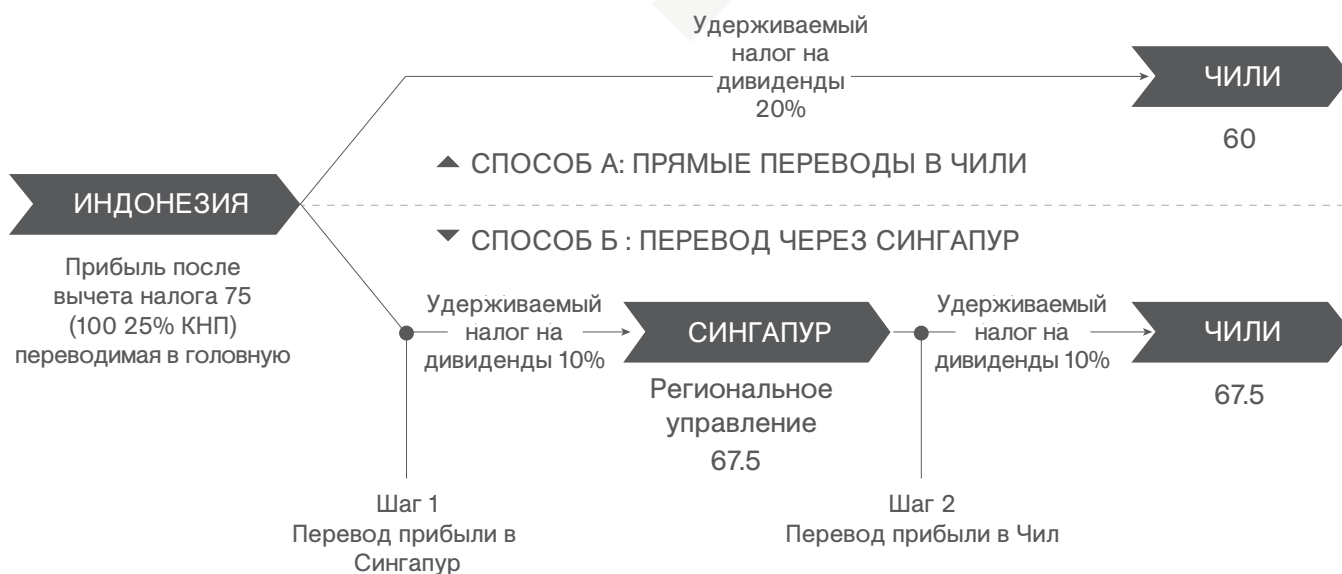 Удерживаемый
налог на
дивиденды
20%
ЧИЛИ
60
▲ СПОСОБ А: ПРЯМЫЕ ПЕРЕВОДЫ В ЧИЛИ
ИНДОНЕЗИЯ
▼ СПОСОБ Б : ПЕРЕВОД ЧЕРЕЗ СИНГАПУР
Прибыль после
вычета налога 75
(100 25% КНП)
переводимая в головную
Удерживаемый
налог на
дивиденды 10%
СИНГАПУР
Региональное
управление
67.5
Удерживаемый
налог на
дивиденды 10%
ЧИЛИ
67.5
Шаг 1
Перевод прибыли в
Сингапур
Шаг 2
Перевод прибыли в Чил